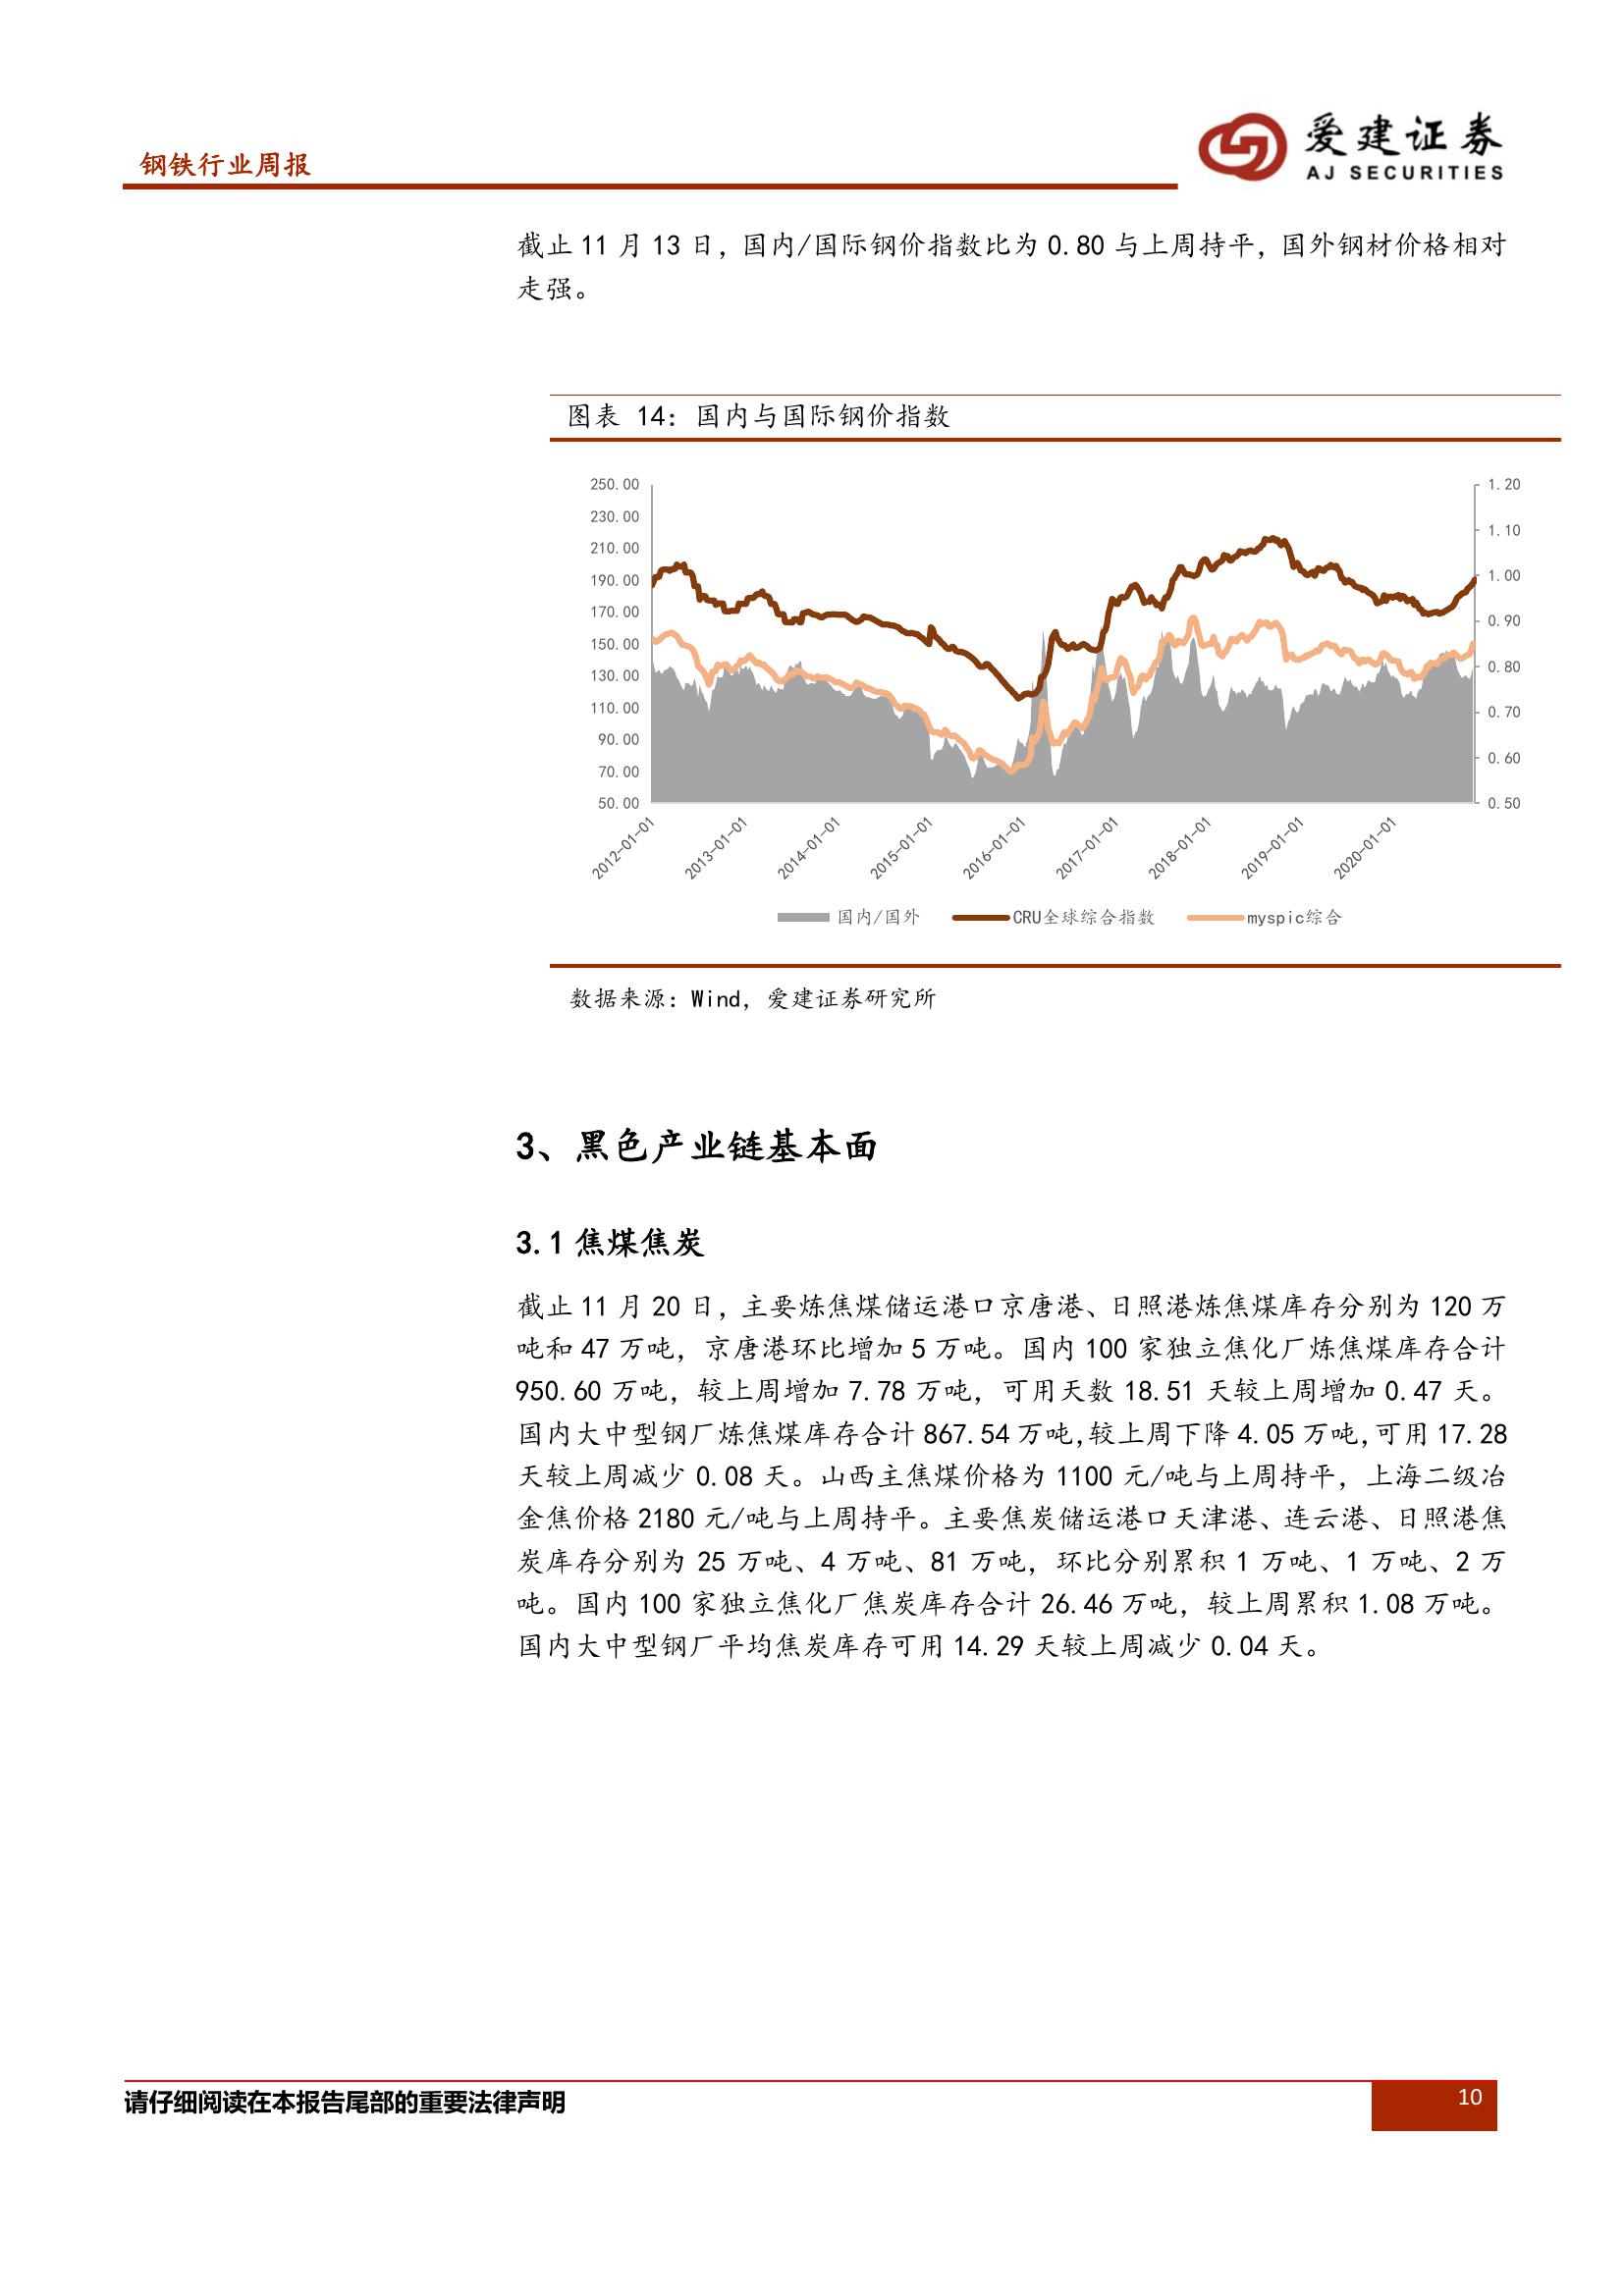 钢铁行业周报
爱建证券
AJ SECURITIES
截止 11 月 13 日，国内/国际钢价指数比为 0.80 与上周持平，国外钢材价格相对
走强。
图表 14：国内与国际钢价指数
250.00
230.00
210.00
190.00
170.00
150.00
130.00
110.00
90.00
70.00
50.00
1.20
1.10
1.00
0.90
0.80
0.70
0.60
0.50
2012-01-01
2013-01-01
2014-01-01
2015-01-01
2016-01-01
2017-01-01
2018-01-01
2019-01-01
2020-01-01
国内/国外 CRU全球综合指数 myspic综合
数据来源：Wind，爱建证券研究所
3、黑色产业链基本面
3.1 焦煤焦炭
截止 11 月 20 日，主要炼焦煤储运港口京唐港、日照港炼焦煤库存分别为 120 万
吨和 47 万吨，京唐港环比增加 5 万吨。国内 100 家独立焦化厂炼焦煤库存合计
950.60 万吨，较上周增加 7.78 万吨，可用天数 18.51 天较上周增加 0.47 天。
国内大中型钢厂炼焦煤库存合计 867.54 万吨,较上周下降 4.05 万吨,可用 17.28
天较上周减少 0.08 天。山西主焦煤价格为 1100 元/吨与上周持平，上海二级冶
金焦价格 2180 元/吨与上周持平。主要焦炭储运港口天津港、连云港、日照港焦
炭库存分别为 25 万吨、4 万吨、81 万吨，环比分别累积 1 万吨、1 万吨、2 万
吨。国内 100 家独立焦化厂焦炭库存合计 26.46 万吨，较上周累积 1.08 万吨。
国内大中型钢厂平均焦炭库存可用 14.29 天较上周减少 0.04 天。
请仔细阅读在本报告尾部的重要法律声明
10